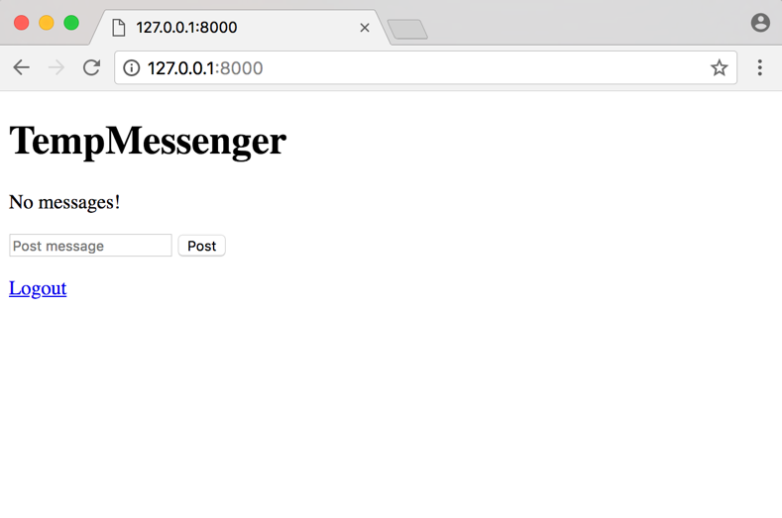 127.0.0.1:8000
127.0.0.1:8000
TempMessenger
No messages!
Post message Post
Logout